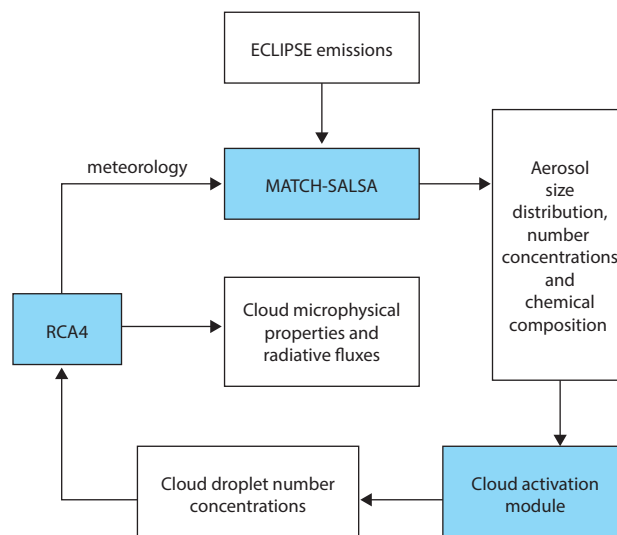 ECLIPSE emissions
meteorology
MATCH-SALSA
Aerosol
size
distribution,
number
concentrations
and
chemical
composition
Cloud microphysical
properties and
radiative fluxes
RCA4
Cloud droplet number
concentrations
Cloud activation
module